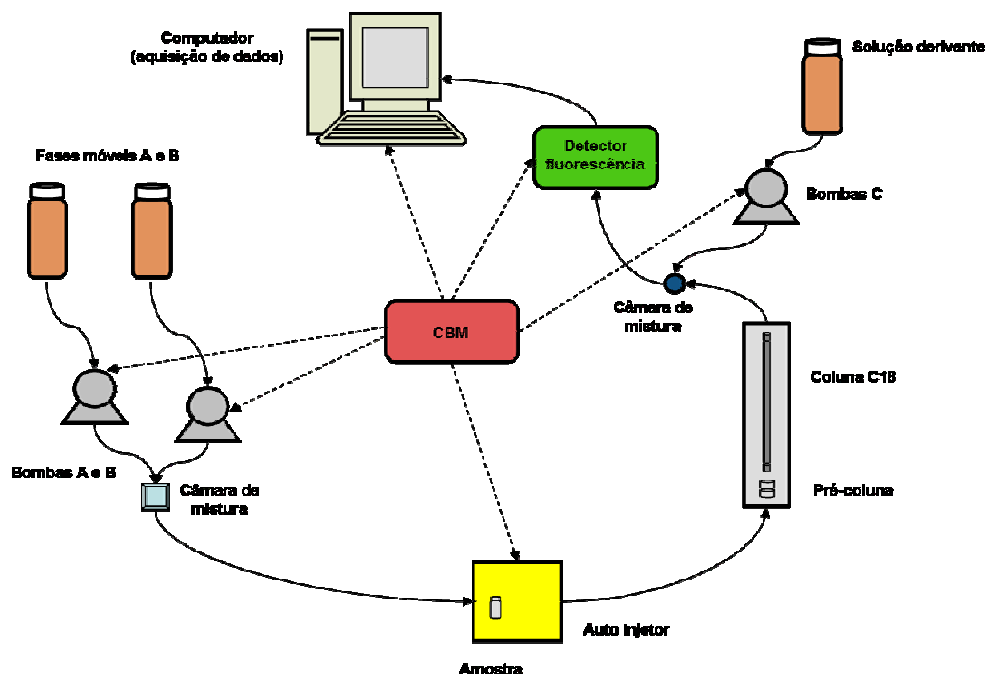 Computador
(aquisição de dados)
Solução derivante
Fases móveis A e B
Detector
fluorescência
Bombas C
Câmara de
mistura
CBM
Coluna C18
Bombas A e B
Câmara de
mistura
Pré-coluna
Auto injetor
Amostra